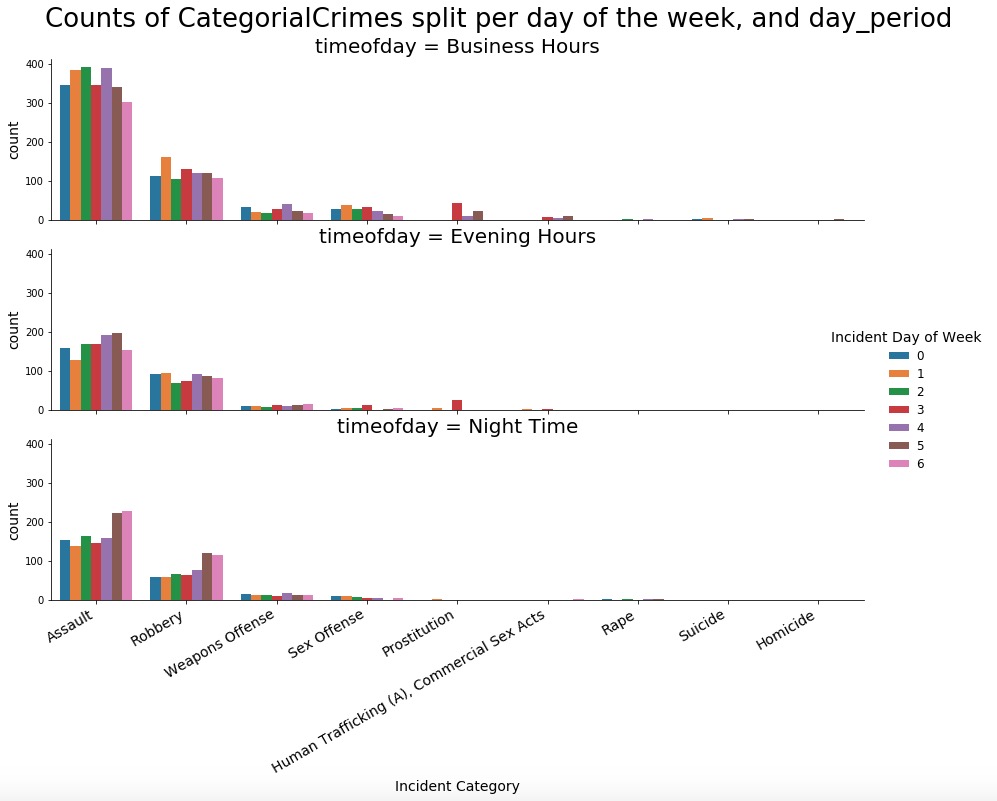 Counts of CategorialCrimes split per day of the week, and day_period
timeofday = Business Hours
400
300
200
100
0
count
timeofday = Evening Hours
400
300
200
100
0
count
timeofday = Night Time
400
300
200
100
0
count
Assault
Robbery
Weapons Offense
Sex Offense
Prostitution
Human Trafficking (A), Commercial Sex Acts
Rape
Suicide
Homicide
Incident Category
Incident Day of Week
0
1
2
3
4
5
6